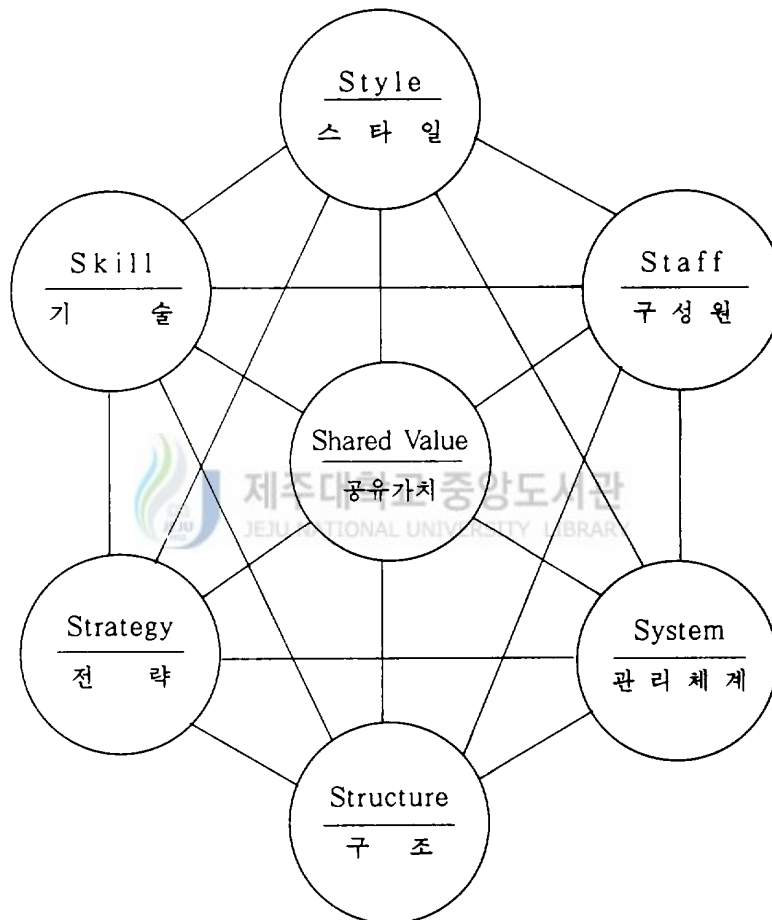 Style
스 타 일
Skill
기 술
Staff
구 성 원
Shared Value
공유가치
제주대학교 중앙도서관
JEJU NATIONAL UNIVERSITY LIBRARY
JEJU
Strategy
전 략
System
관 리 체 계
Structure
구 조